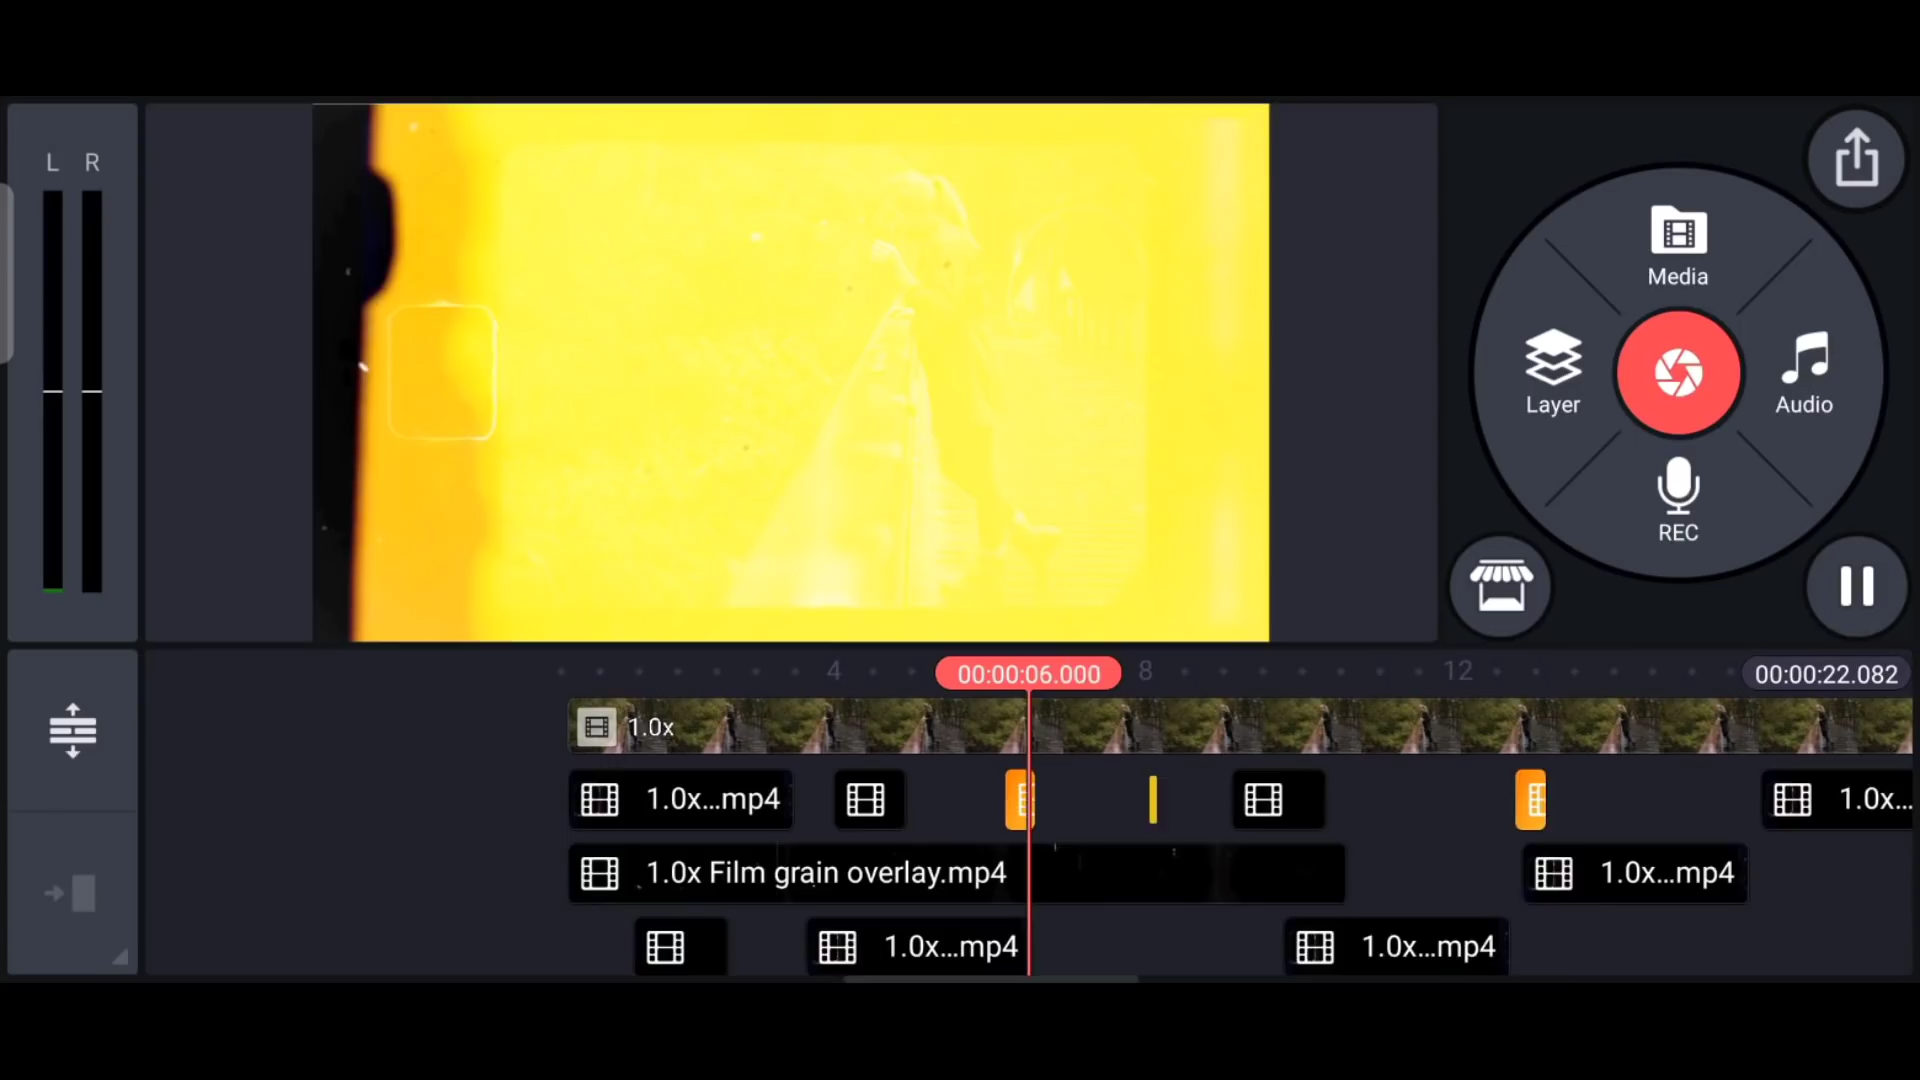 L R
Media
Layer
Audio
REC
4
00:00:06.000
8
12
00:00:22.082
1.0x
1.0x...mp4
1.0x...
1.0x Film grain overlay.mp4
1.0x...mp4
1.0x...mp4
1.0x...mp4